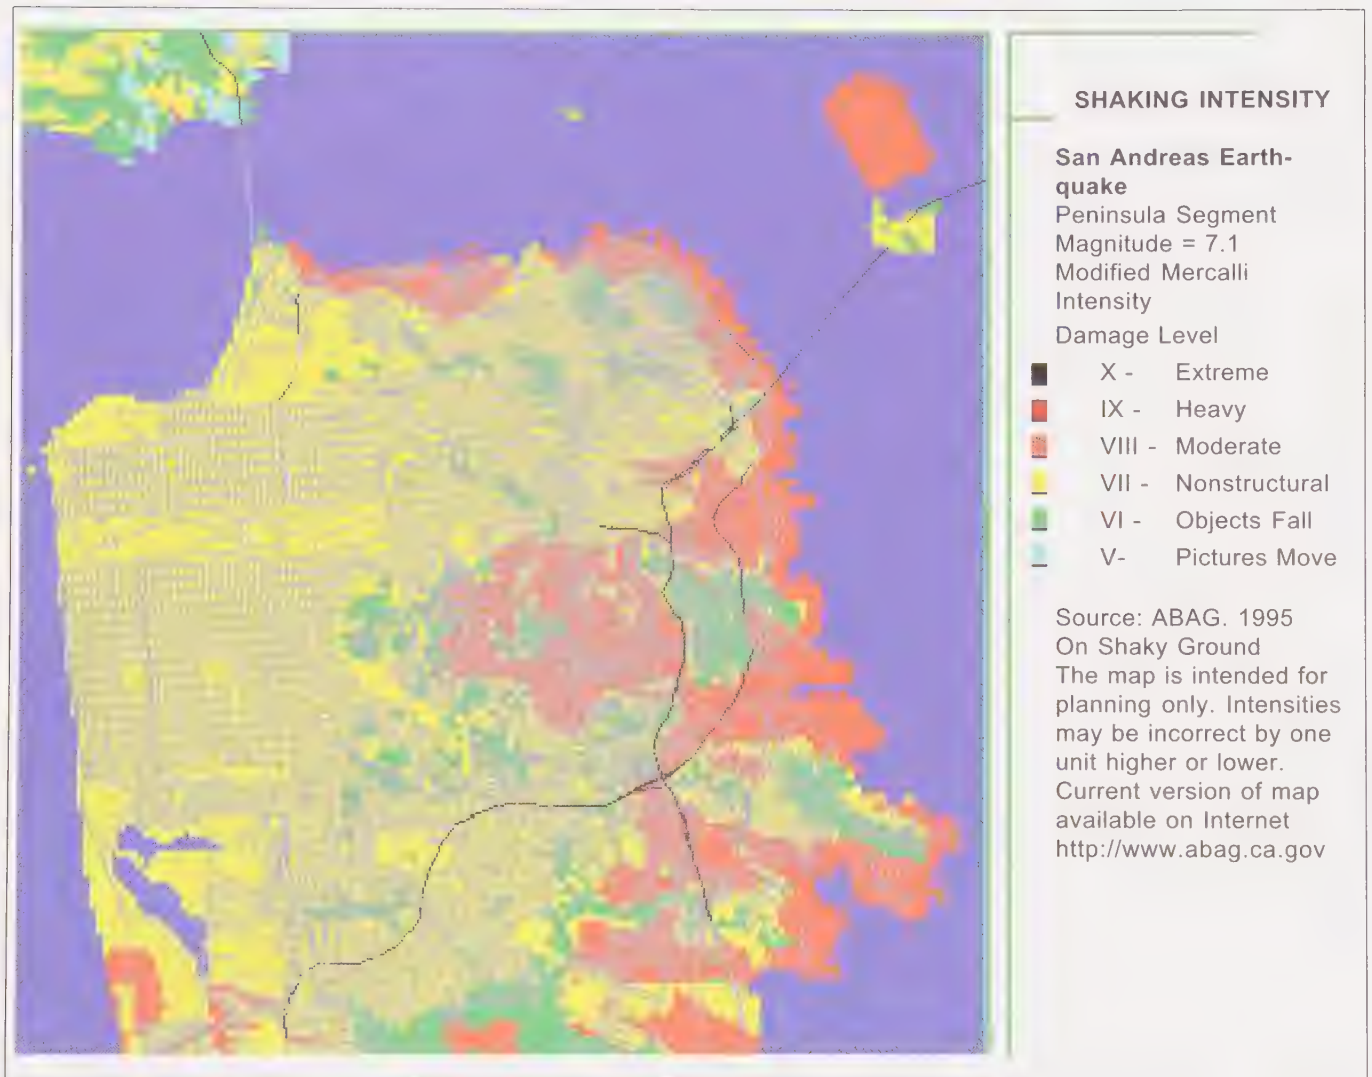 SHAKING INTENSITY
San Andreas Earth-
quake
Peninsula Segment
Magnitude = 7.1
Modified Mercalli
Intensity
Damage Level
X - Extreme
IX - Heavy
VIII - Moderate
VII - Nonstructural
VI - Objects Fall
V- Pictures Move
Source: ABAG. 1995
On Shaky Ground
The map is intended for
planning only. Intensities
may be incorrect by one
unit higher or lower.
Current version of map
available on Internet
http://www.abag.ca.gov